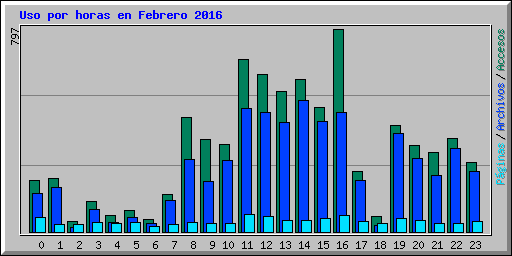 Uso por horas en Febrero 2016
797
Páginas / Archivos / Accesos
0 1 2 3 4 5 6 7 8 9 10 11 12 13 14 15 16 17 18 19 20 21 22 23